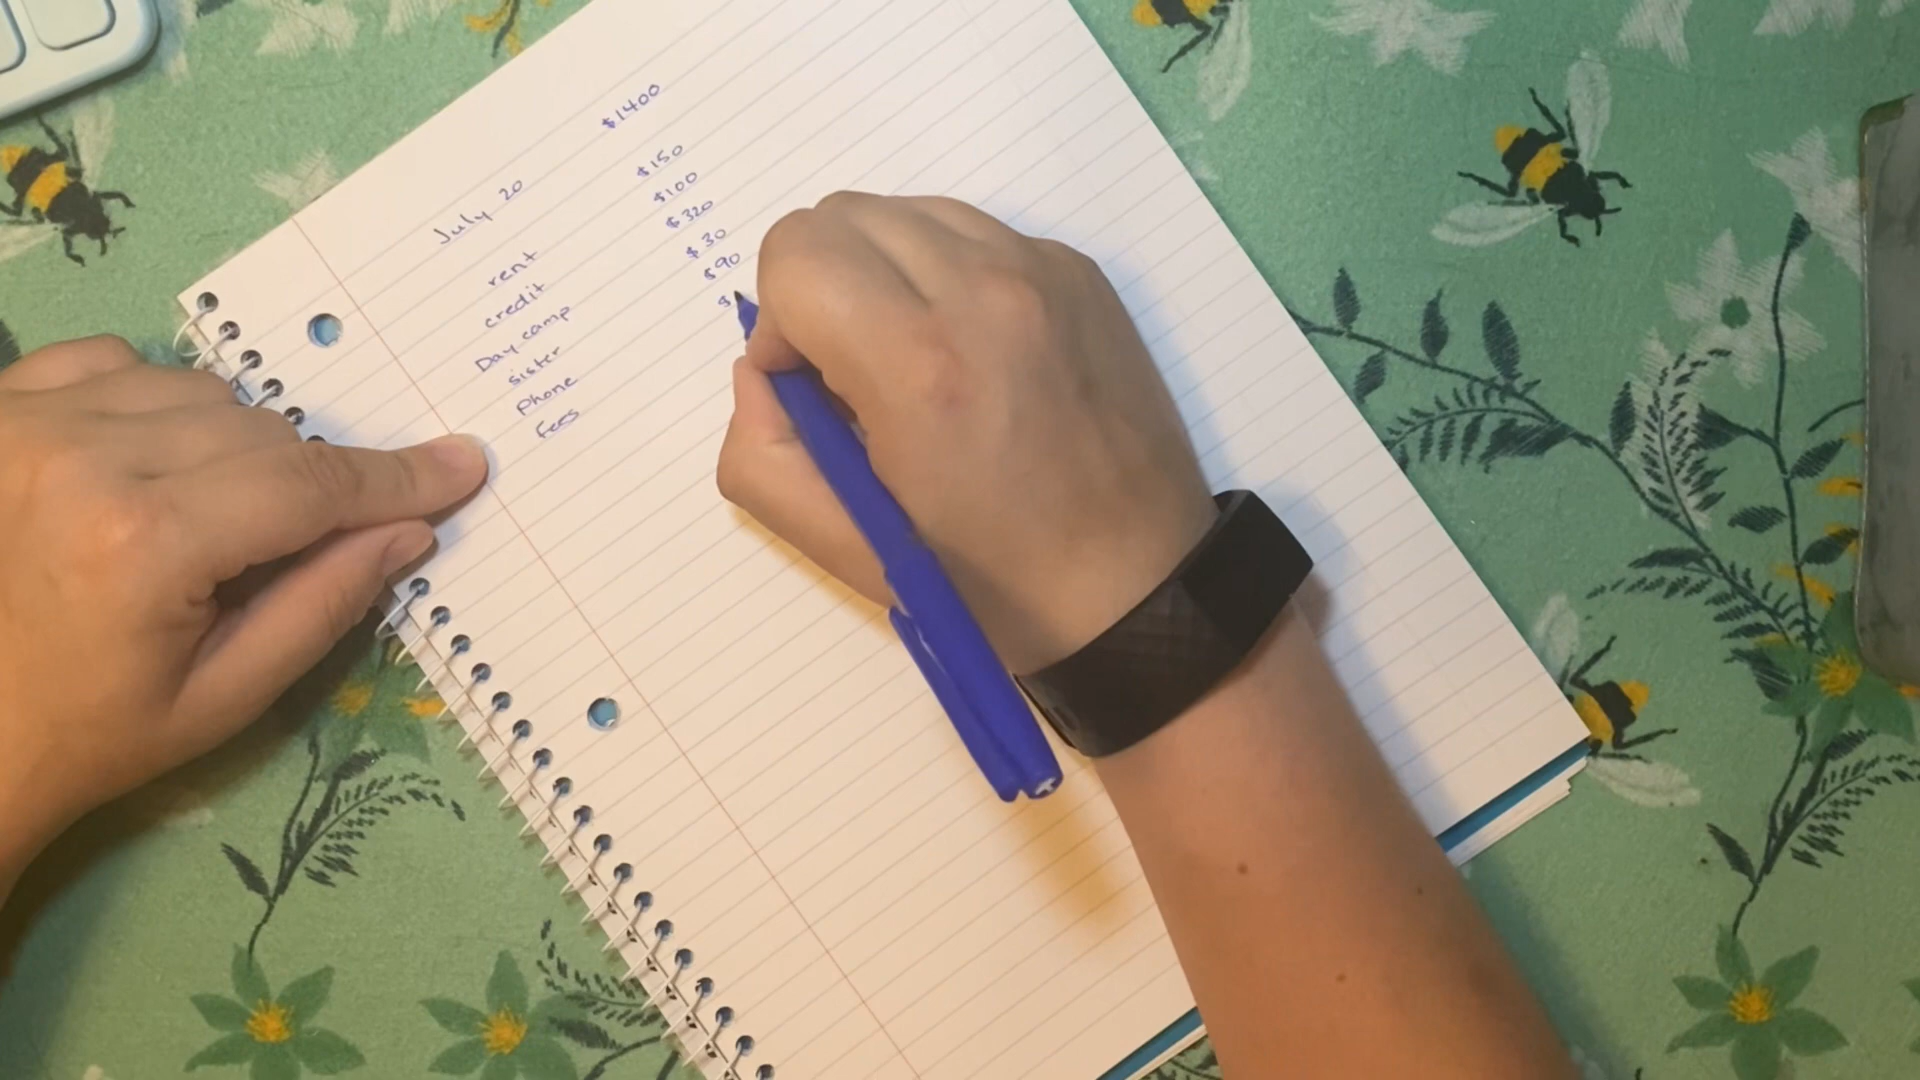 July 20 $1400
rent $150
credit $100
Day camp $320
sister $30
phone $90
fees $